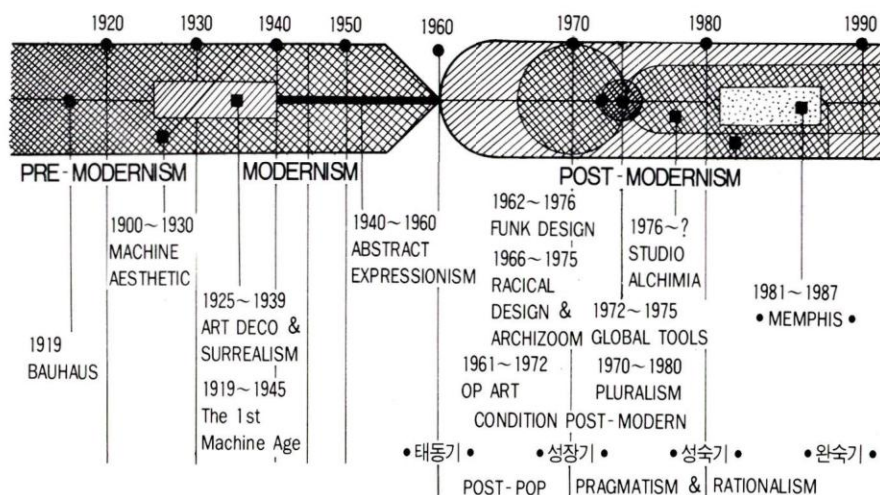 1920
1930
1940
1950
1960
1970
1980
1990
PRE-MODERNISM
MODERNISM
POST-MODERNISM
1900~1930
MACHINE
AESTHETIC
1919
BAUHAUS
1925~1939
ART DECO &
SURREALISM
1919~1945
The 1st
Machine Age
1940~1960
ABSTRACT
EXPRESSIONISM
1962~1976
FUNK DESIGN
1966~1975
RACICAL
DESIGN &
ARCHIZOOM
1961~1972
OP ART
1976~?
STUDIO
ALCHIMIA
1972~1975
GLOBAL TOOLS
1970~1980
PLURALISM
CONDITION POST-MODERN
1981~1987
•MEMPHIS•
•태동기•
•성장기•
•성숙기•
•완숙기•
POST-POP
PRAGMATISM & RATIONALISM